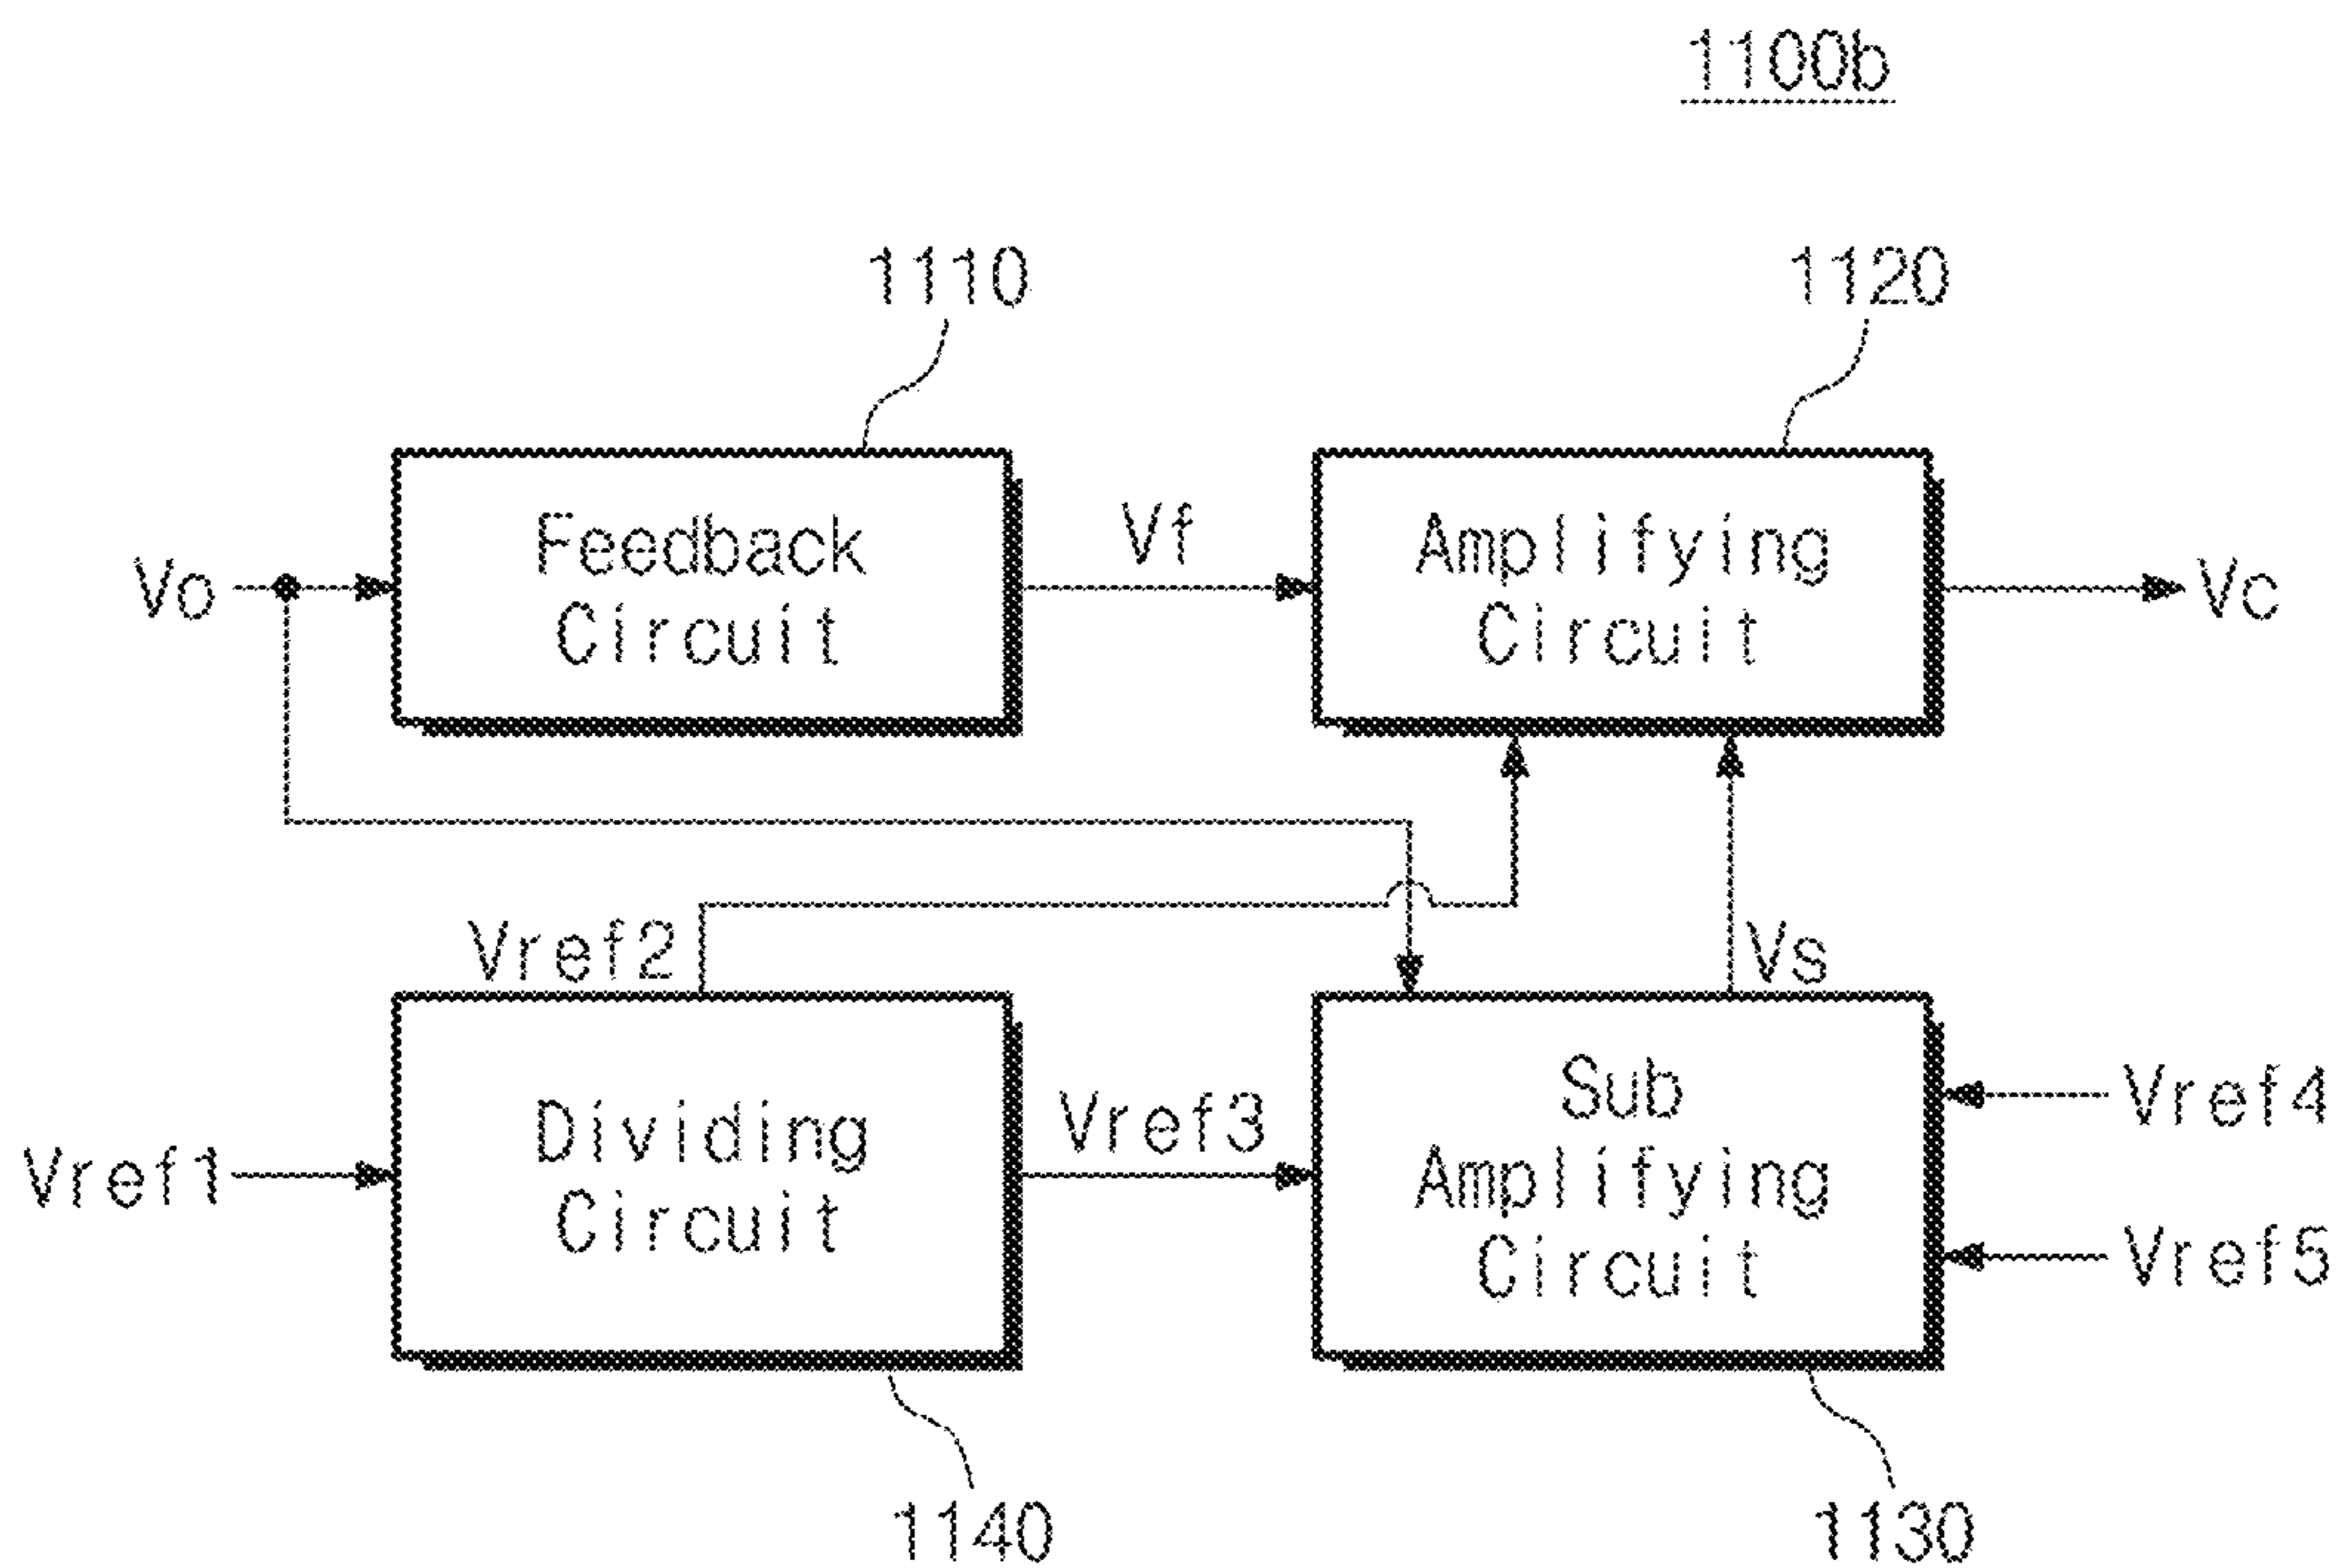 1100b
1110
1120
Feedback
Circuit
Vf
Amplifying
Circuit
Vo
Vc
Vref2
Vs
Dividing
Circuit
Vref3
Sub
Amplifying
Circuit
Vref4
Vref1
Vref5
1140
1130